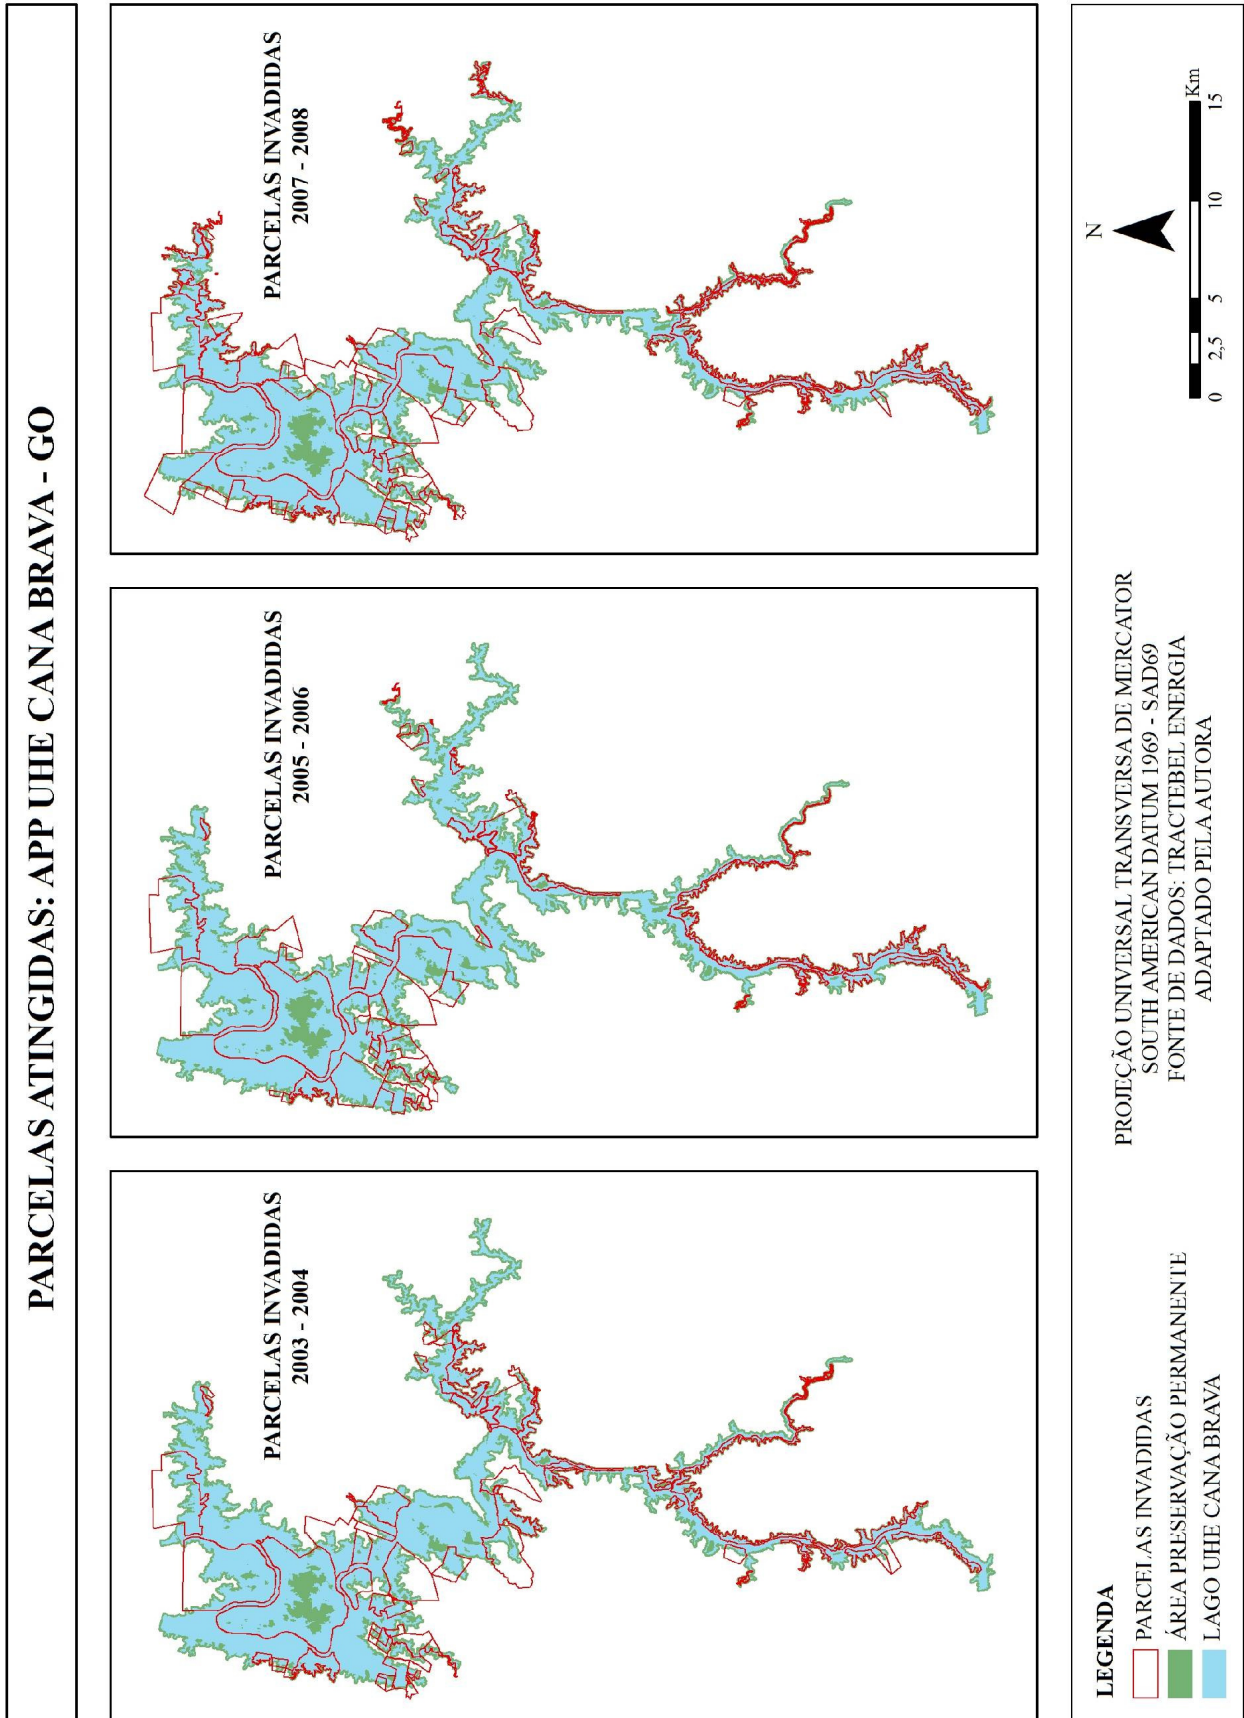 PARCELAS ATINGIDAS: APP UHE CANA BRAVA - GO
PARCELAS INVADIDAS
2003 - 2004
PARCELAS INVADIDAS
2005 - 2006
PARCELAS INVADIDAS
2007 - 2008
LEGENDA
PARCELAS INVADIDAS
ÁREA PRESERVAÇÃO PERMANENTE
LAGO UHE CANA BRAVA
PROJEÇÃO UNIVERSAL TRANSVERSA DE MERCATOR
SOUTH AMERICAN DATUM 1969 - SAD69
FONTE DE DADOS: TRACTEBEL ENERGIA
ADAPTADO PELA AUTORA
N
Km
0 2,5 5 10 15